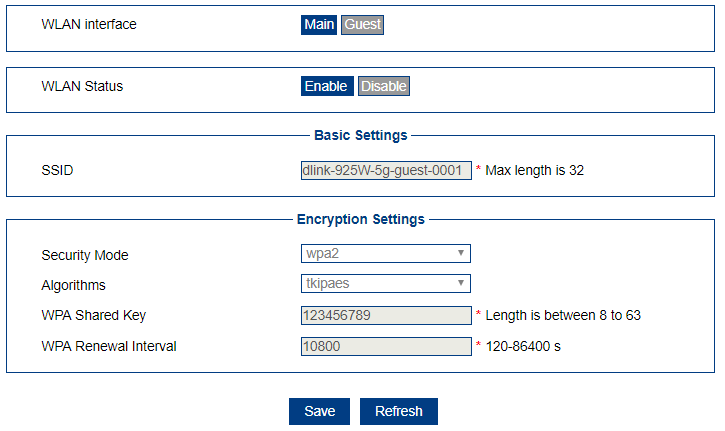 WLAN interface Main Guest
WLAN Status Enable Disable
Basic Settings
SSID dlink-925W-5g-guest-0001 * Max length is 32
Encryption Settings
Security Mode wpa2
Algorithms tkipaes
WPA Shared Key 123456789 * Length is between 8 to 63
WPA Renewal Interval 10800 * 120-86400 s
Save Refresh